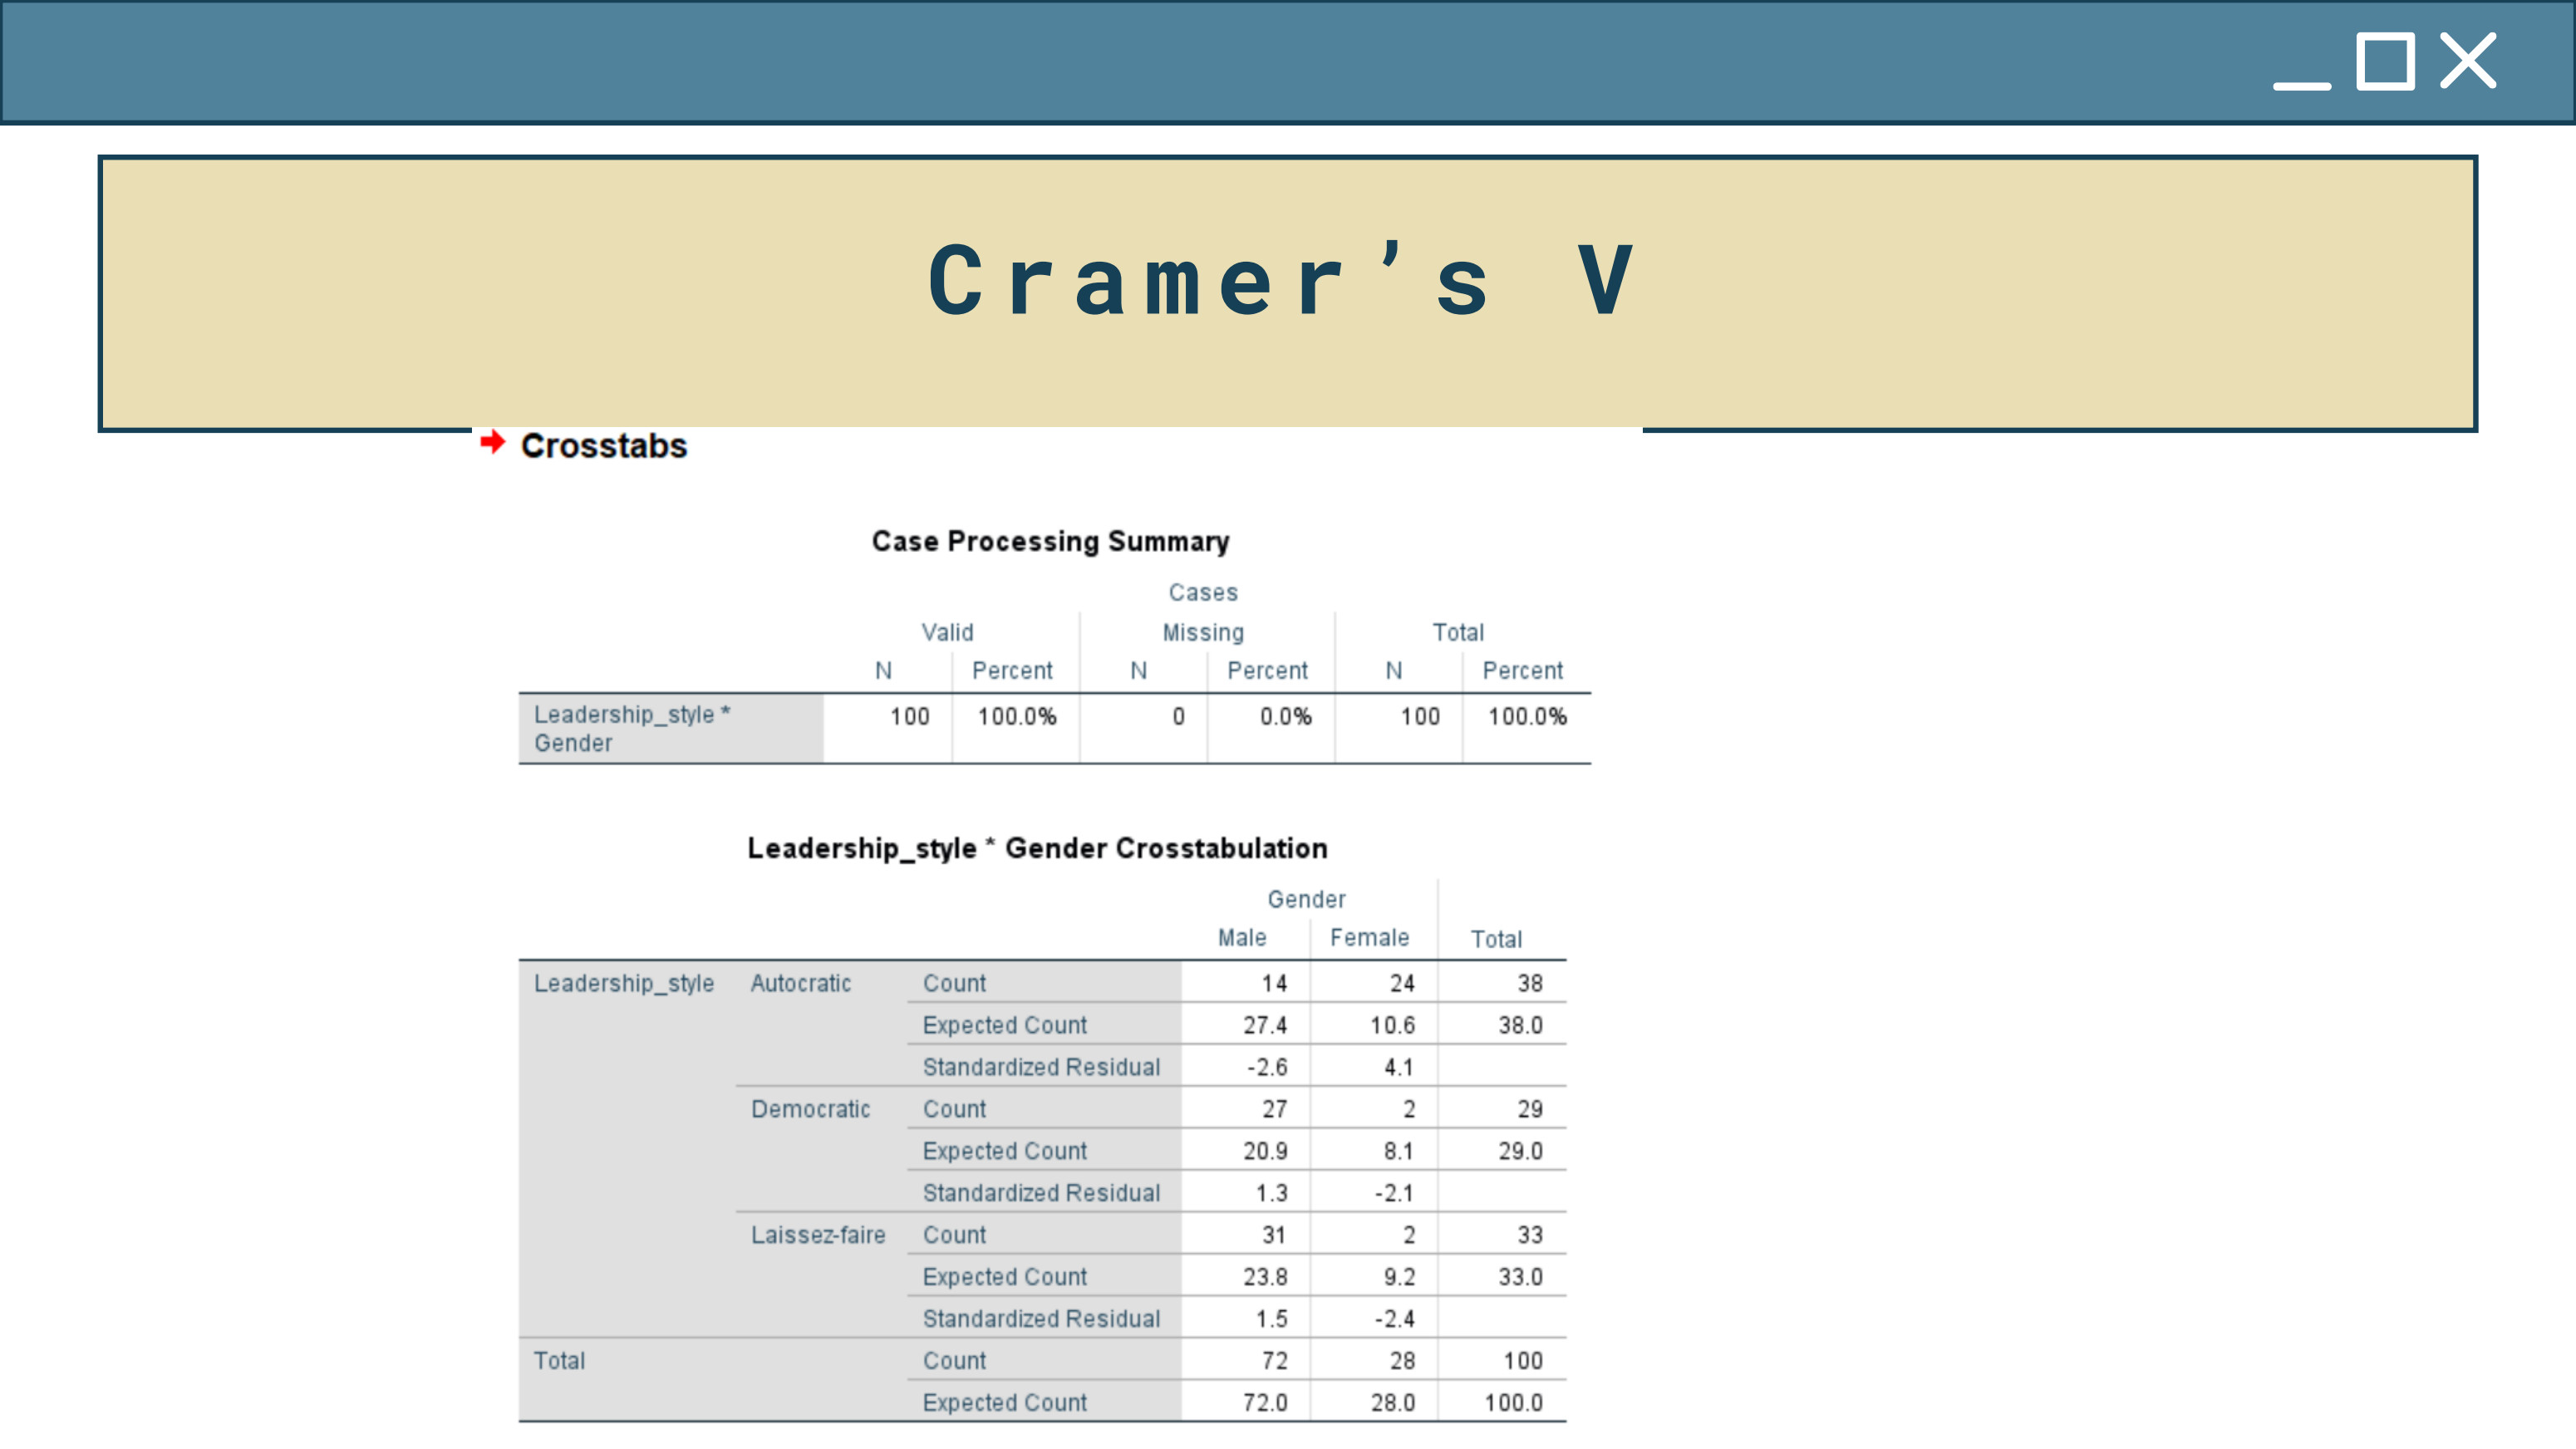 Cramer’s V
Crosstabs
Case Processing Summary
Cases
Valid Missing Total
N Percent N Percent N Percent
Leadership_style * 100 100.0% 0 0.0% 100 100.0%
Gender
Leadership_style * Gender Crosstabulation
Gender
Male Female Total
Leadership_style Autocratic Count 14 24 38
Expected Count 27.4 10.6 38.0
Standardized Residual -2.6 4.1
Democratic Count 27 2 29
Expected Count 20.9 8.1 29.0
Standardized Residual 1.3 -2.1
Laissez-faire Count 31 2 33
Expected Count 23.8 9.2 33.0
Standardized Residual 1.5 -2.4
Total Count 72 28 100
Expected Count 72.0 28.0 100.0